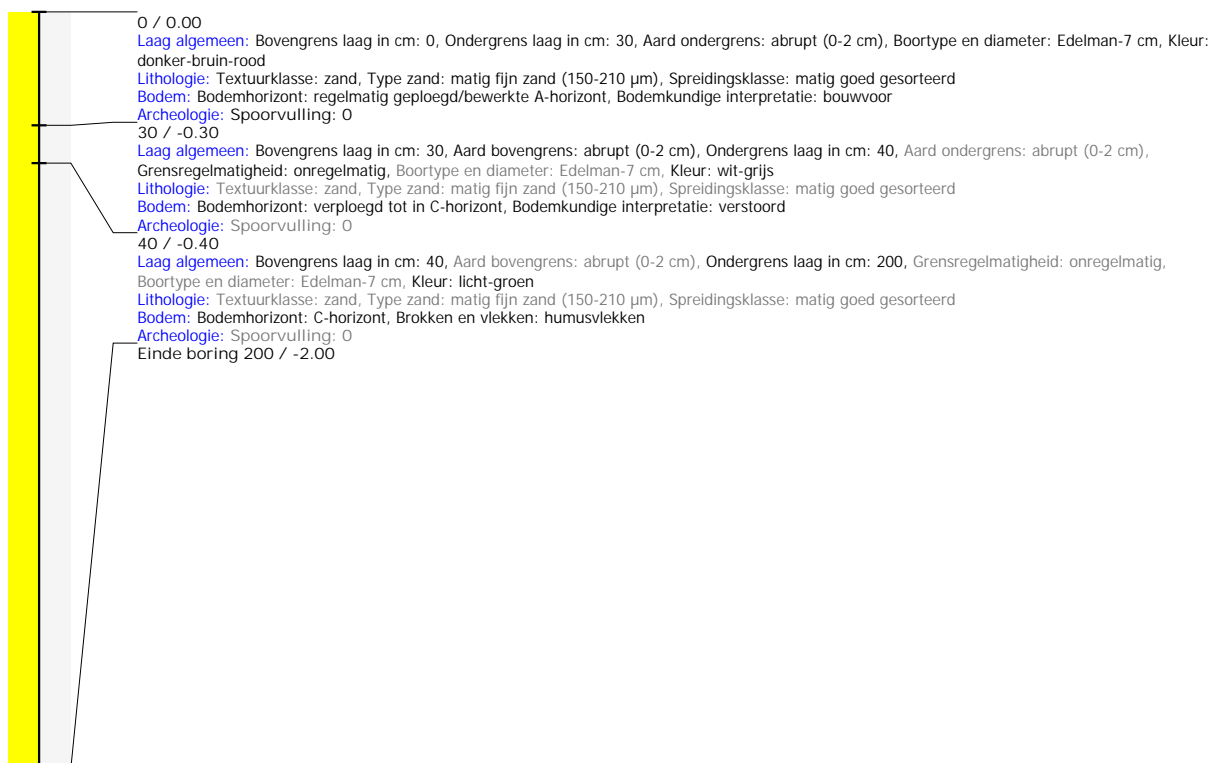 0 / 0.00
Laag algemeen: Bovengrens laag in cm: 0, Ondergrens laag in cm: 30, Aard ondergrens: abrupt (0-2 cm), Boortype en diameter: Edelman-7 cm, Kleur:
donker-bruin-rood
Lithologie: Textuurklasse: zand, Type zand: matig fijn zand (150-210 µm), Spreidingsklasse: matig goed gesorteerd
Bodem: Bodemhorizont: regelmatig geploegd/bewerkte A-horizont, Bodemkundige interpretatie: bouwvoor
Archeologie: Spoorvulling: 0
30 / -0.30
Laag algemeen: Bovengrens laag in cm: 30, Aard bovengrens: abrupt (0-2 cm), Ondergrens laag in cm: 40, Aard ondergrens: abrupt (0-2 cm),
Grensregelmatigheid: onregelmatig, Boortype en diameter: Edelman-7 cm, Kleur: wit-grijs
Lithologie: Textuurklasse: zand, Type zand: matig fijn zand (150-210 µm), Spreidingsklasse: matig goed gesorteerd
Bodem: Bodemhorizont: verploegd tot in C-horizont, Bodemkundige interpretatie: verstoord
Archeologie: Spoorvulling: 0
40 / -0.40
Laag algemeen: Bovengrens laag in cm: 40, Aard bovengrens: abrupt (0-2 cm), Ondergrens laag in cm: 200, Grensregelmatigheid: onregelmatig,
Boortype en diameter: Edelman-7 cm, Kleur: licht-groen
Lithologie: Textuurklasse: zand, Type zand: matig fijn zand (150-210 µm), Spreidingsklasse: matig goed gesorteerd
Bodem: Bodemhorizont: C-horizont, Brokken en vlekken: humusvlekken
Archeologie: Spoorvulling: 0
Einde boring 200 / -2.00